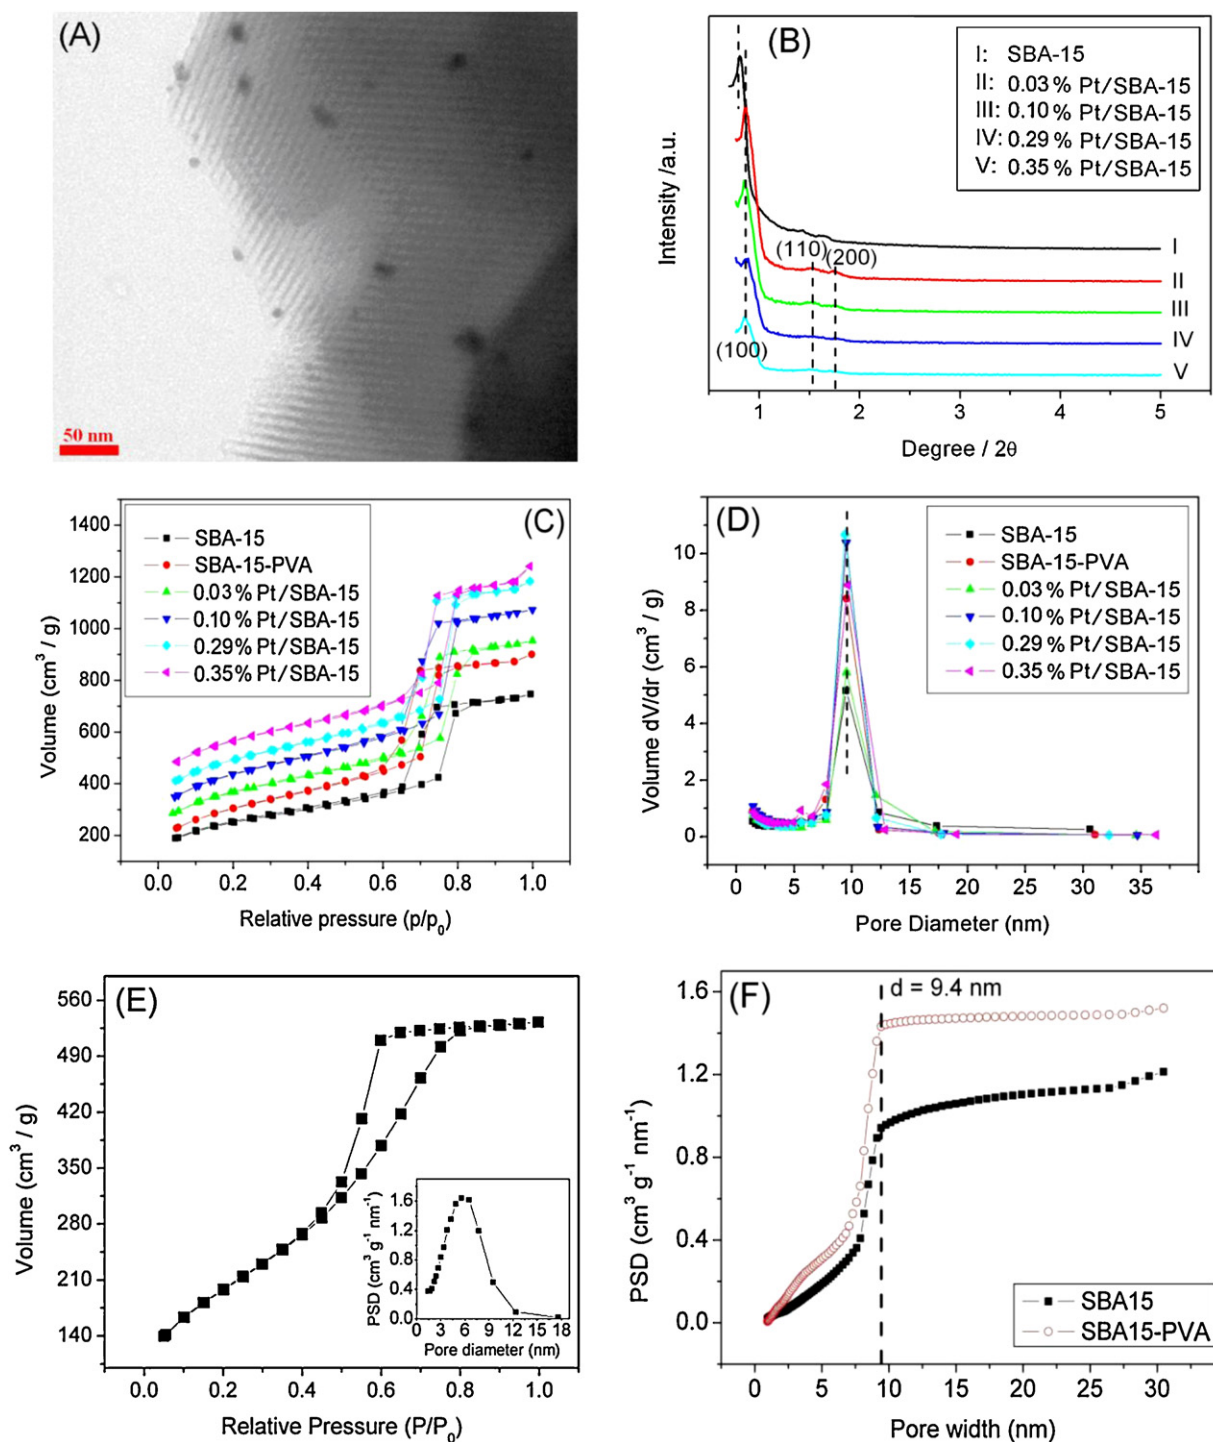 (A)
50 nm
(B)
I: SBA-15
II: 0.03% Pt/SBA-15
III: 0.10% Pt/SBA-15
IV: 0.29% Pt/SBA-15
V: 0.35% Pt/SBA-15
Intensity /a.u.
(110)
(200)
(100)
I
II
III
IV
V
1 2 3 4 5
Degree / 2θ
(C)
SBA-15
SBA-15-PVA
0.03% Pt/SBA-15
0.10% Pt/SBA-15
0.29% Pt/SBA-15
0.35% Pt/SBA-15
Volume (cm³ / g)
1400
1200
1000
800
600
400
200
0.0 0.2 0.4 0.6 0.8 1.0
Relative pressure (p/p₀)
(D)
SBA-15
SBA-15-PVA
0.03% Pt/SBA-15
0.10% Pt/SBA-15
0.29% Pt/SBA-15
0.35% Pt/SBA-15
Volume dV/dr (cm³ / g)
10
8
6
4
2
0
0 5 10 15 20 25 30 35
Pore Diameter (nm)
(E)
Volume (cm³ / g)
560
490
420
350
280
210
140
0.0 0.2 0.4 0.6 0.8 1.0
Relative Pressure (P/P₀)
PSD (cm³ g⁻¹ nm⁻¹)
1.6
1.2
0.8
0.4
0.0
3 6 9 12 15 18
Pore diameter (nm)
(F)
d = 9.4 nm
PSD (cm³ g⁻¹ nm⁻¹)
1.6
1.2
0.8
0.4
0.0
SBA15
SBA15-PVA
0 5 10 15 20 25 30
Pore width (nm)